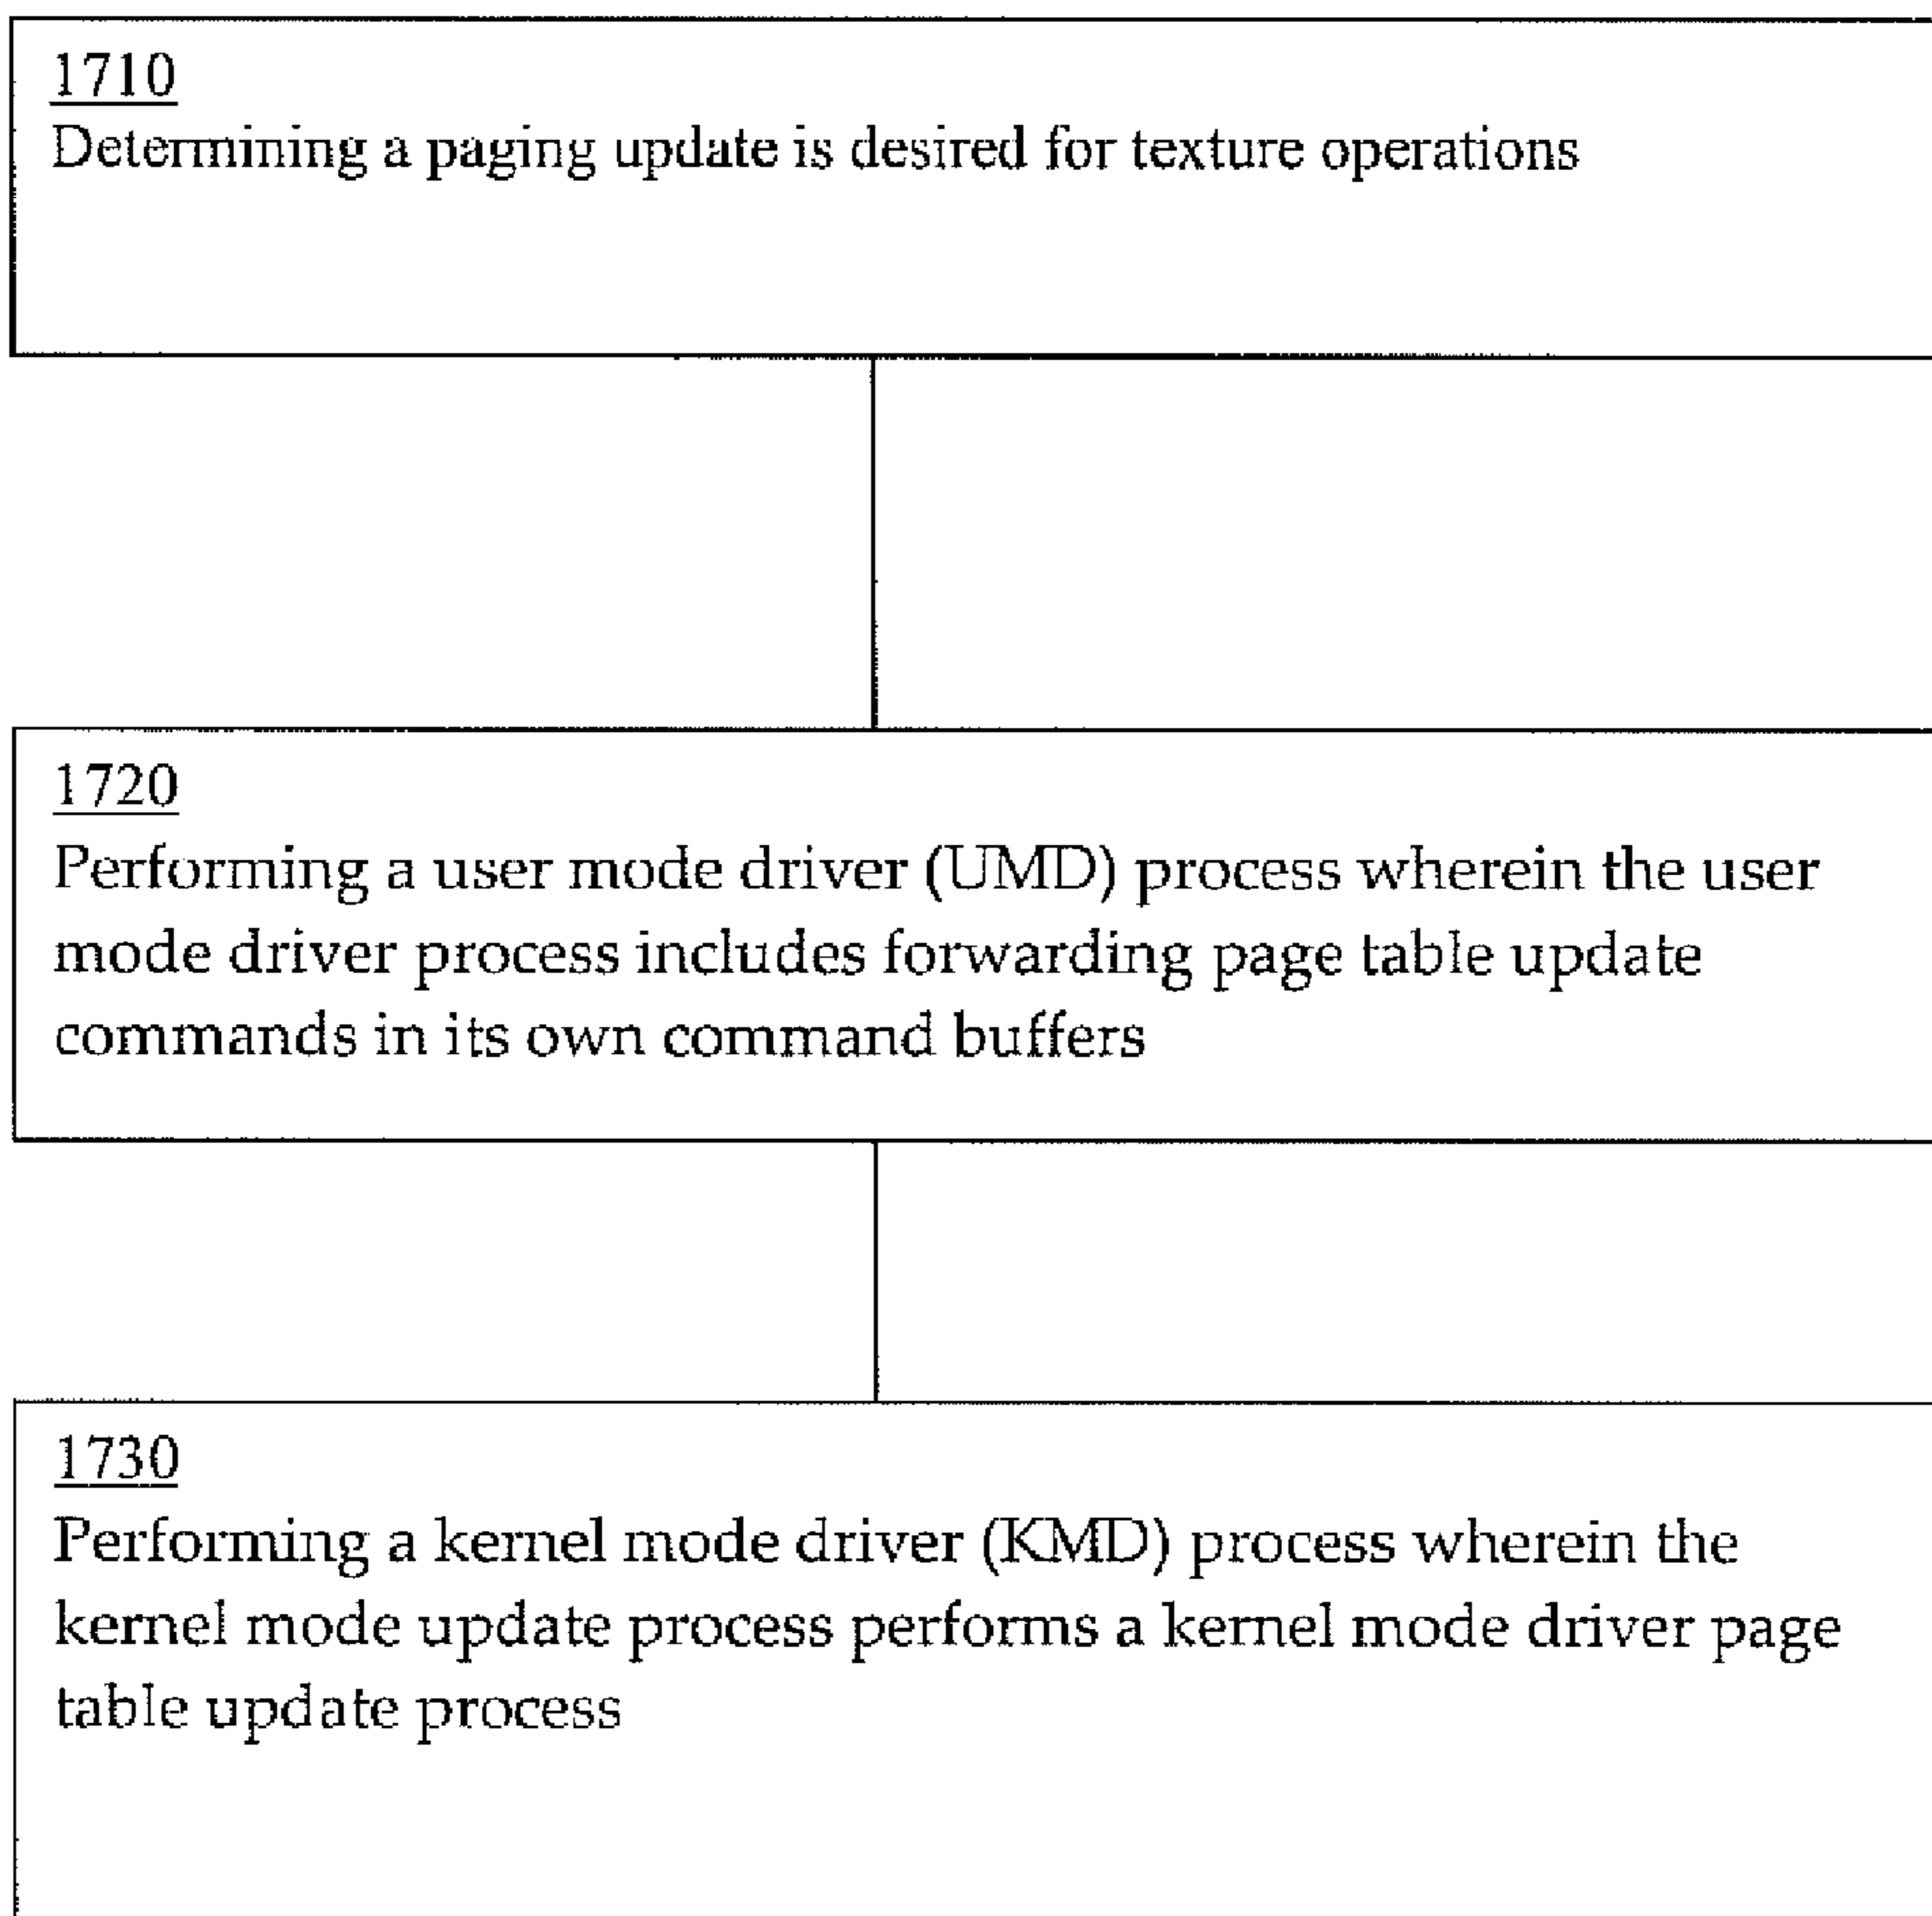 1710
Determining a paging update is desired for texture operations
1720
Performing a user mode driver (UMD) process wherein the user
mode driver process includes forwarding page table update
commands in its own command buffers
1730
Performing a kernel mode driver (KMD) process wherein the
kernel mode update process performs a kernel mode driver page
table update process